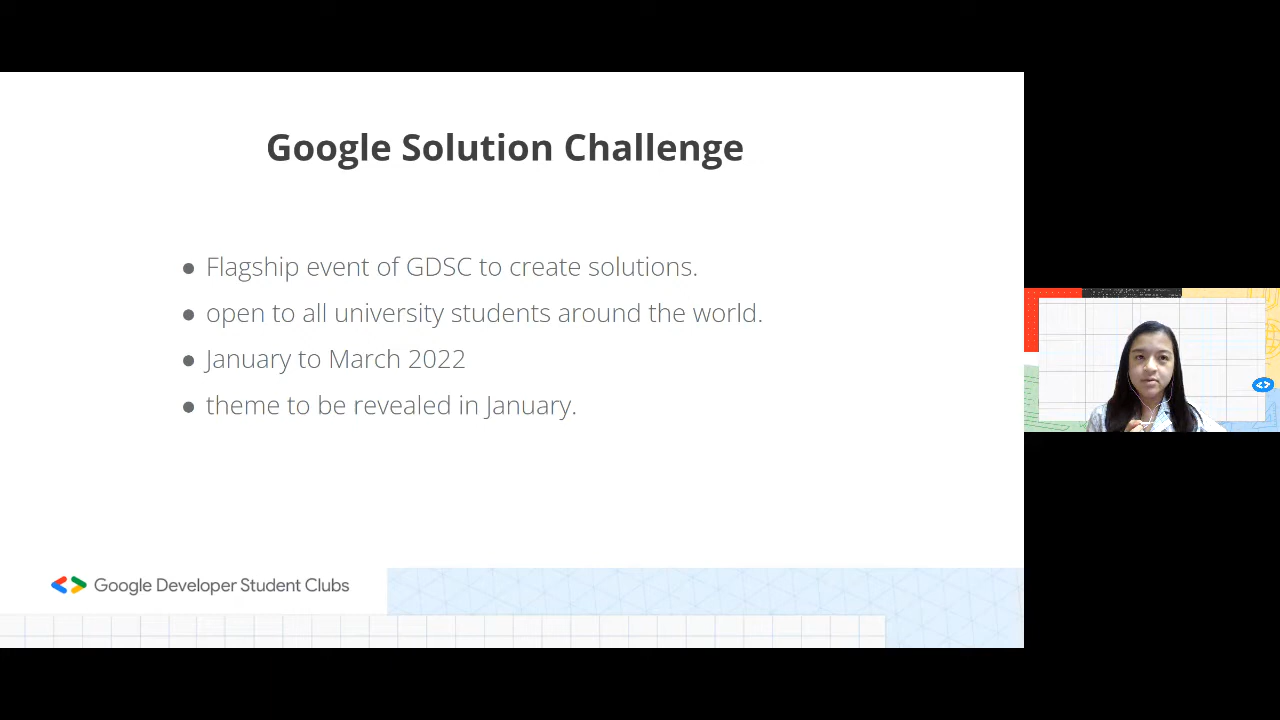 Google Solution Challenge
● Flagship event of GDSC to create solutions.
● open to all university students around the world.
● January to March 2022
● theme to be revealed in January.
Google Developer Student Clubs